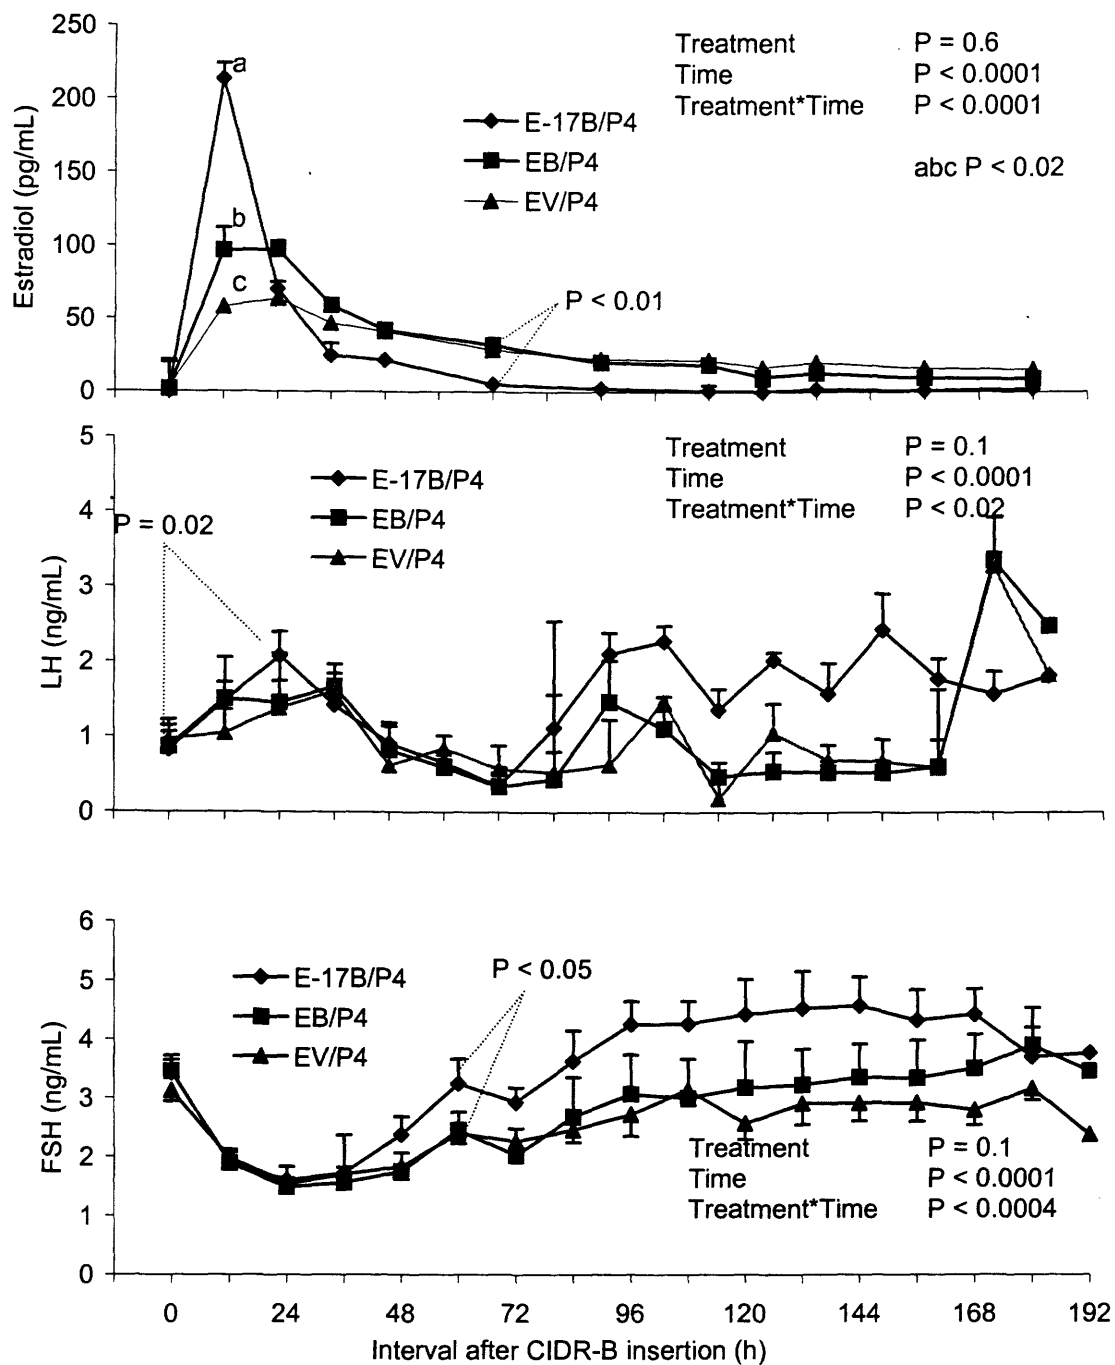 250
200
150
100
50
0
Estradiol (pg/mL)
a
b
c
E-17B/P4
EB/P4
EV/P4
Treatment P = 0.6
Time P < 0.0001
Treatment*Time P < 0.0001
abc P < 0.02
P < 0.01
5
4
3
2
1
0
LH (ng/mL)
P = 0.02
E-17B/P4
EB/P4
EV/P4
Treatment P = 0.1
Time P < 0.0001
Treatment*Time P < 0.02
6
5
4
3
2
1
0
FSH (ng/mL)
E-17B/P4
EB/P4
EV/P4
P < 0.05
Treatment P = 0.1
Time P < 0.0001
Treatment*Time P < 0.0004
0 24 48 72 96 120 144 168 192
Interval after CIDR-B insertion (h)